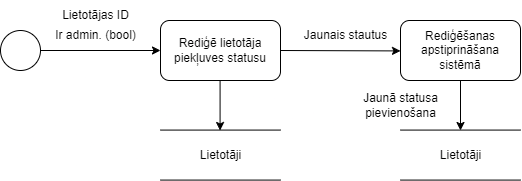 Lietotājas ID
Ir admin. (bool)
Rediģē lietotāja
piekļuves statusu
Jaunais stautus
Rediģēšanas
apstiprināšana
sistēmā
Jaunā statusa
pievienošana
Lietotāji
Lietotāji